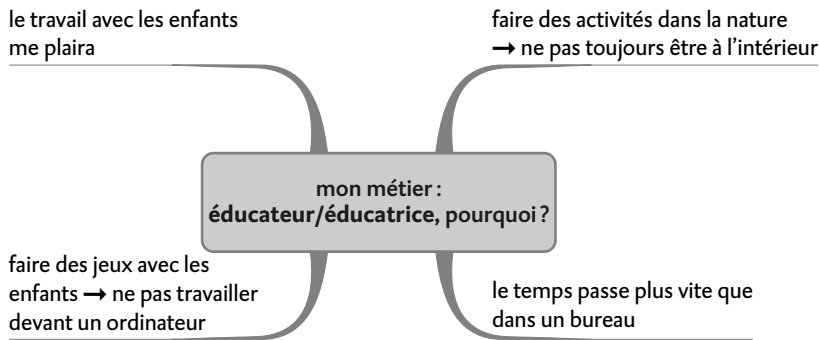 le travail avec les enfants
me plaira
faire des activités dans la nature
→ ne pas toujours être à l'intérieur
mon métier :
éducateur/éducatrice, pourquoi ?
faire des jeux avec les
enfants → ne pas travailler
devant un ordinateur
le temps passe plus vite que
dans un bureau